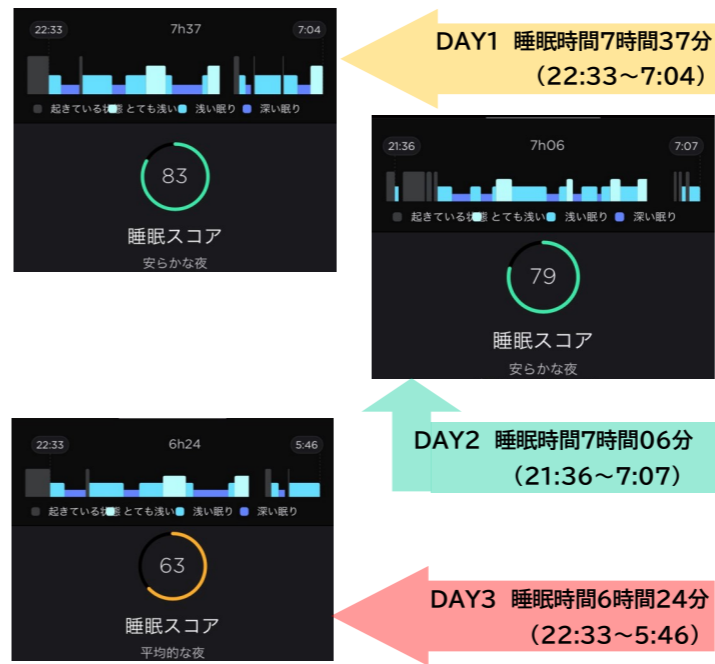 22:33 7h37 7:04
起きている状態 とても浅い 浅い眠り 深い眠り
83
睡眠スコア
安らかな夜
DAY1 睡眠時間7時間37分
（22:33～7:04）
21:36 7h06 7:07
起きている状態 とても浅い 浅い眠り 深い眠り
79
睡眠スコア
安らかな夜
DAY2 睡眠時間7時間06分
（21:36～7:07）
22:33 6h24 5:46
起きている状態 とても浅い 浅い眠り 深い眠り
63
睡眠スコア
平均的な夜
DAY3 睡眠時間6時間24分
（22:33～5:46）